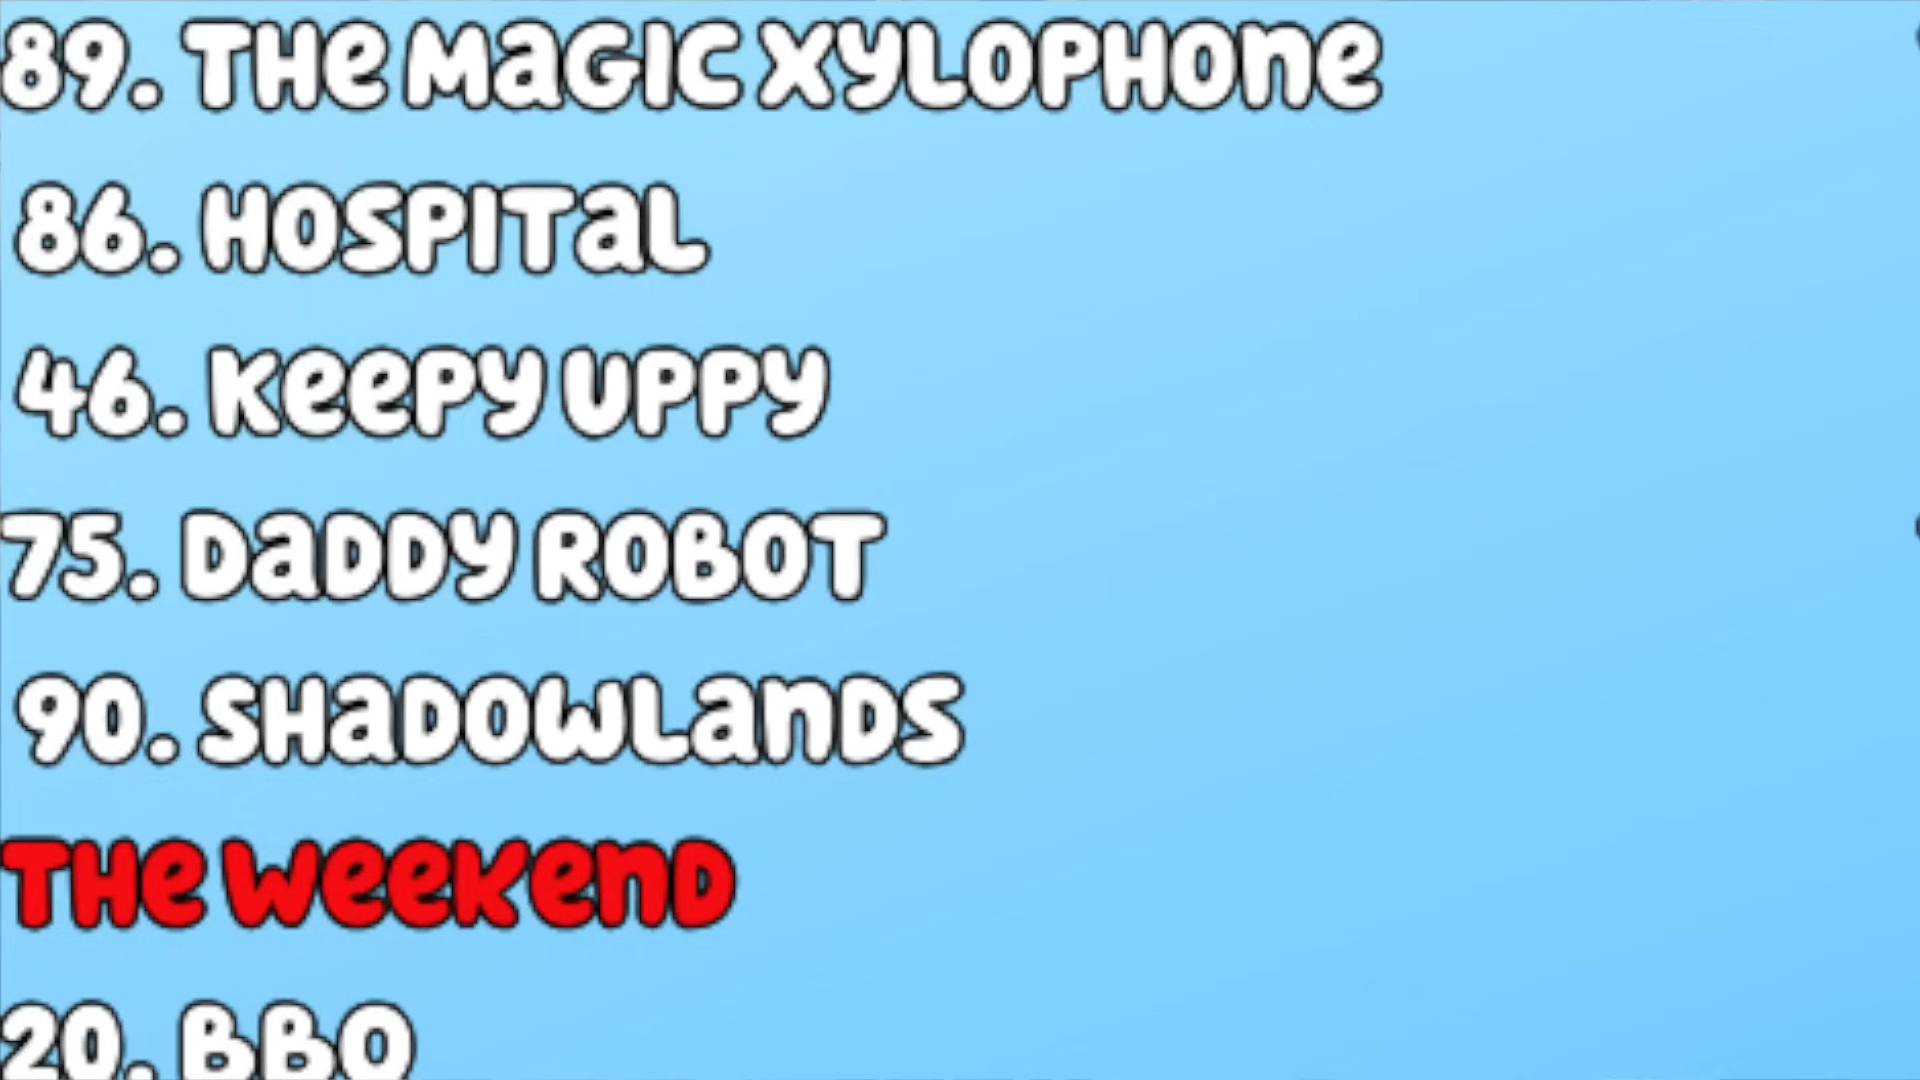 89. THe MaGIC XYLOPHOne
86. HOSPITaL
46. KeePY UPPY
75. DaDDY ROBOT
90. SHaDOWLanDS
THe WeeKenD
20. BBQ